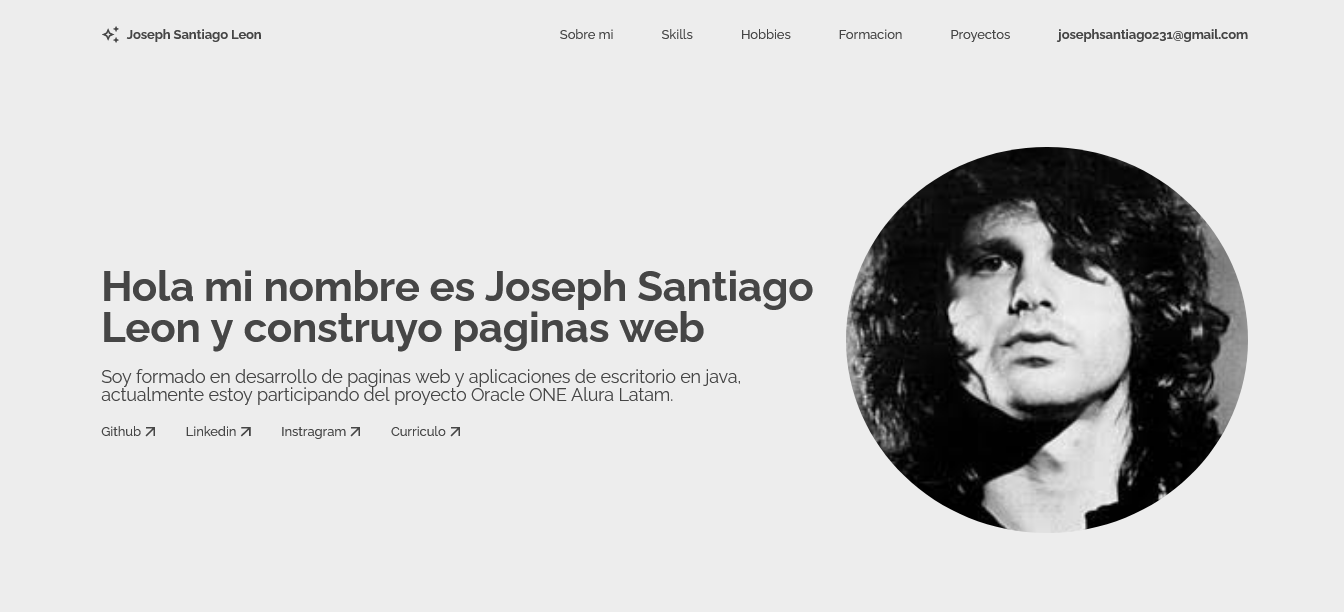 Joseph Santiago Leon
Sobre mi
Skills
Hobbies
Formacion
Proyectos
josephsantiago231@gmail.com
Hola mi nombre es Joseph Santiago
Leon y construyo paginas web
Soy formado en desarrollo de paginas web y aplicaciones de escritorio en java,
actualmente estoy participando del proyecto Oracle ONE Alura Latam.
Github
Linkedin
Instragram
Curriculo